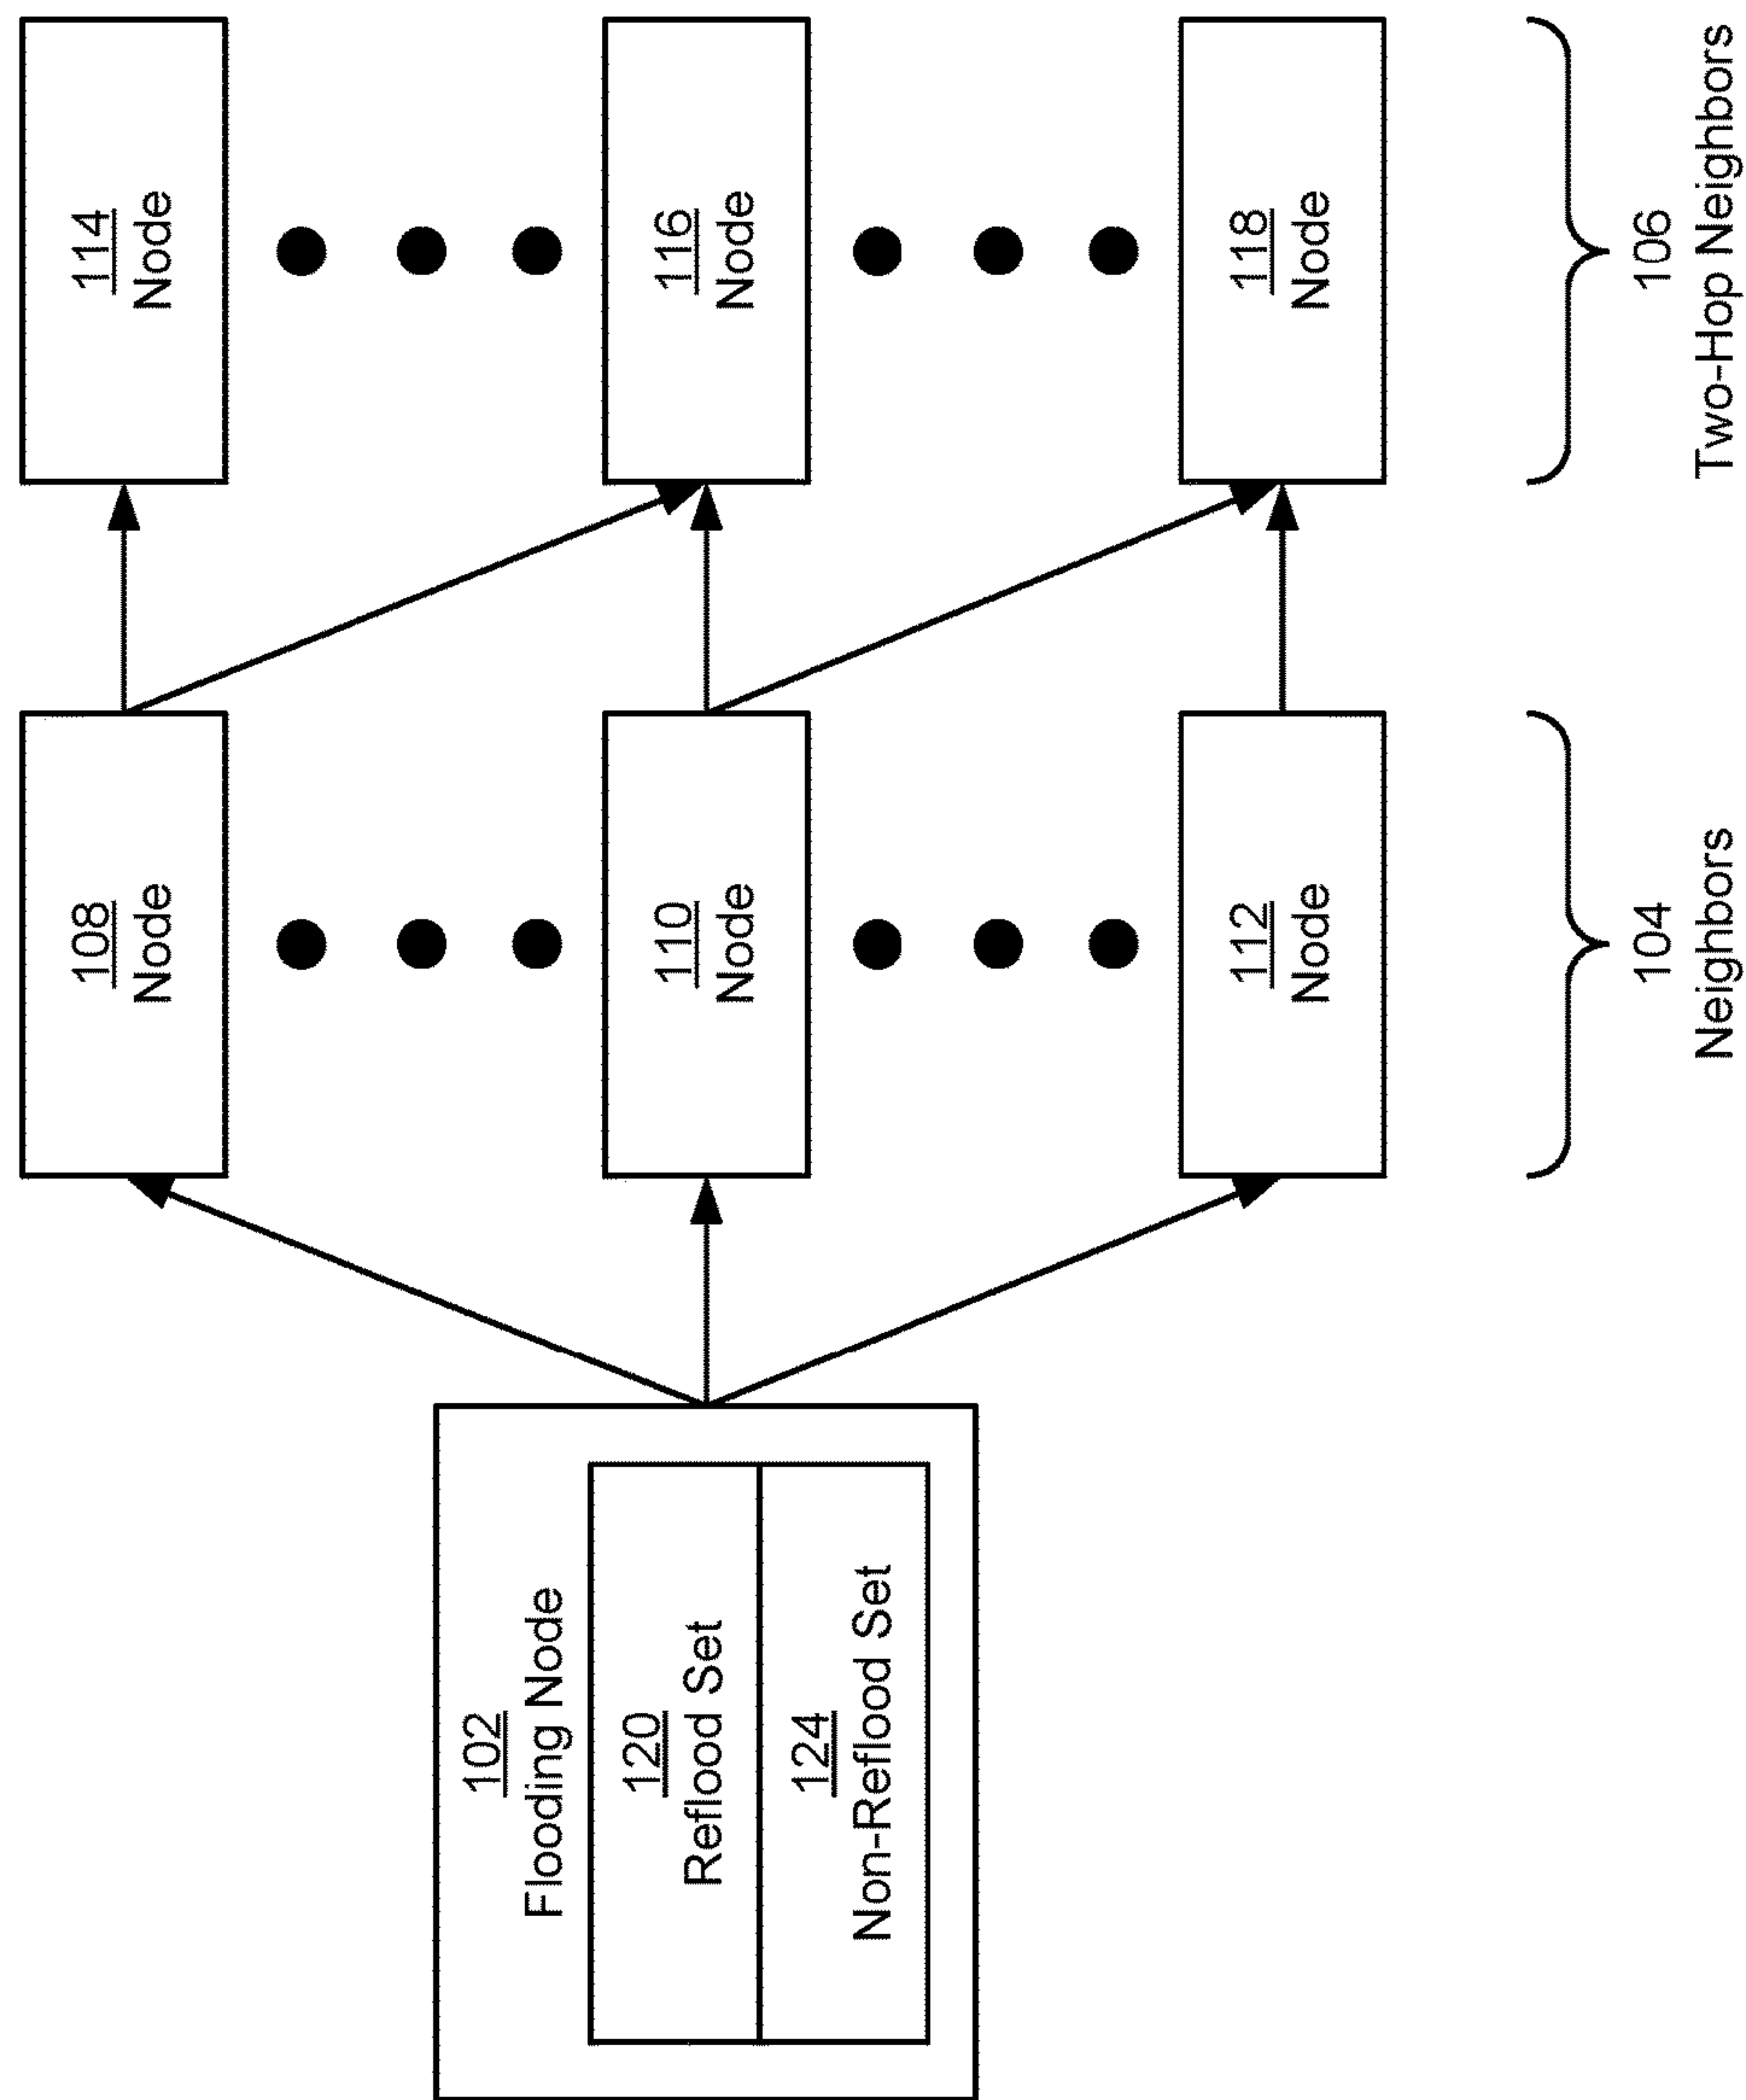 102
Flooding Node
120
Reflood Set
124
Non-Reflood Set
108
Node
110
Node
112
Node
104
Neighbors
114
Node
116
Node
118
Node
106
Two-Hop Neighbors